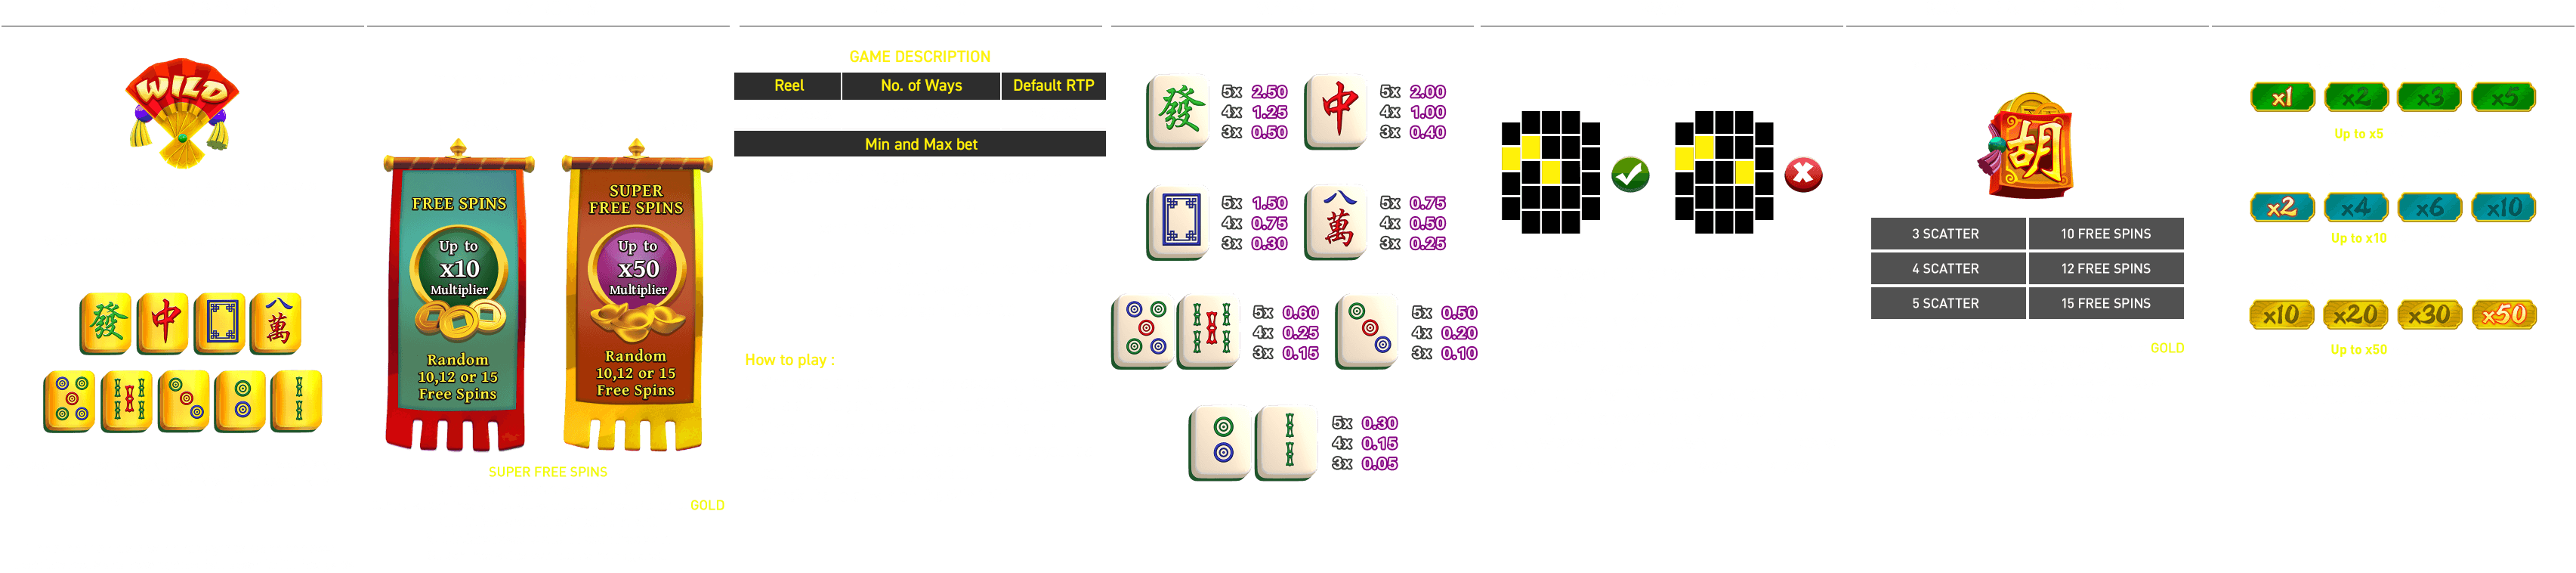 WILD
發 中 八萬
FREE SPINS
Up to
x10
Multiplier
Random
10,12 or 15
Free Spins
SUPER
FREE SPINS
Up to
x50
Multiplier
Random
10,12 or 15
Free Spins
SUPER FREE SPINS
GOLD
GAME DESCRIPTION
Reel No. of Ways Default RTP
Min and Max bet
How to play :
發 5x 2.50
4x 1.25
3x 0.50
中 5x 2.00
4x 1.00
3x 0.40
5x 1.50
4x 0.75
3x 0.30
八萬 5x 0.75
4x 0.50
3x 0.25
5x 0.60
4x 0.25
3x 0.15
5x 0.50
4x 0.20
3x 0.10
5x 0.30
4x 0.15
3x 0.05
胡
3 SCATTER 10 FREE SPINS
4 SCATTER 12 FREE SPINS
5 SCATTER 15 FREE SPINS
GOLD
x1 x2 x3 x5
Up to x5
x2 x4 x6 x10
Up to x10
x10 x20 x30 x50
Up to x50